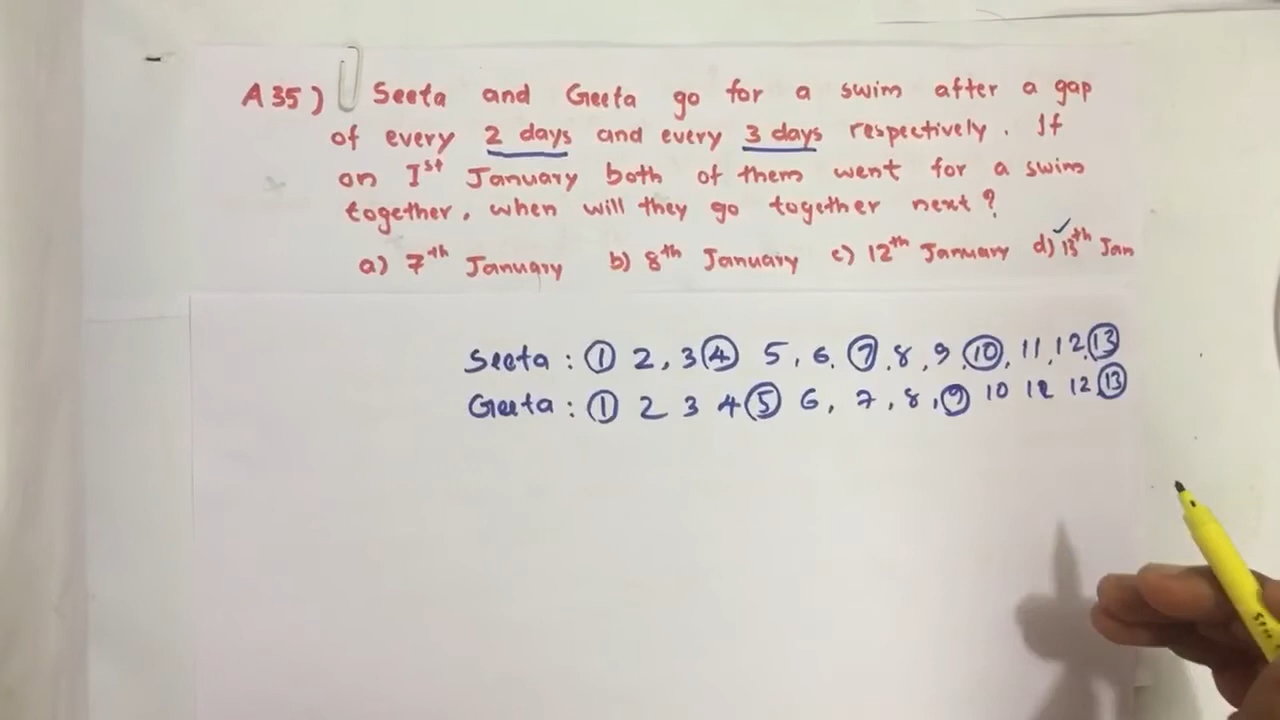 A 35) Seeta and Geeta go for a swim after a gap
of every 2 days and every 3 days respectively. If
on Ist January both of them went for a swim
together, when will they go together next?
a) 7th January b) 8th January c) 12th January d) 13th Jan
Seeta : 1 2, 3 4 5, 6, 7, 8, 9, 10, 11, 12, 13
Geeta : 1 2 3 4 5 6, 7, 8, 9 10 12 12 13